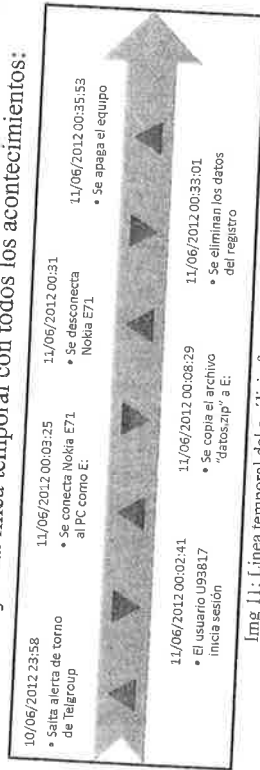 línea temporal con todos los acontecimientos:
10/06/2012 23:58
• Salta alerta de torno
de Telgroup
11/06/2012 00:02:41
• El usuario U93817
inicia sesión
11/06/2012 00:03:25
• Se conecta Nokia E71
al PC como E:
11/06/2012 00:08:29
• Se copia el archivo
"datos.zip" a E:
11/06/2012 00:31
• Se desconecta
Nokia E71
11/06/2012 00:33:01
• Se eliminan los datos
del registro
11/06/2012 00:35:53
• Se apaga el equipo
Img 11: Línea temporal del